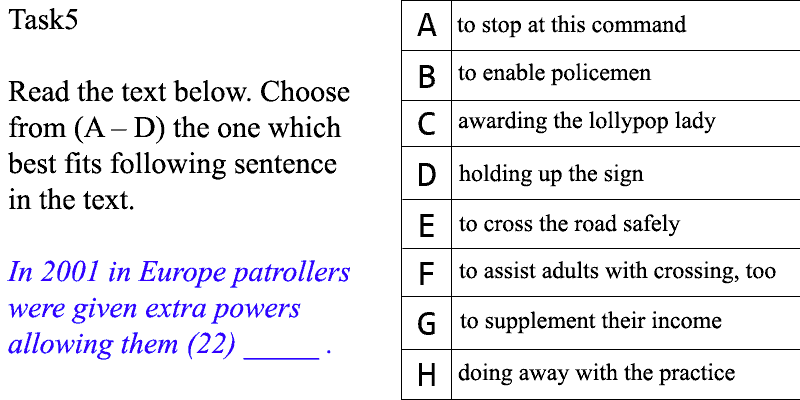 Task5
Read the text below. Choose
from (A – D) the one which
best fits following sentence
in the text.
In 2001 in Europe patrollers
were given extra powers
allowing them (22) _____ .
A to stop at this command
B to enable policemen
C awarding the lollypop lady
D holding up the sign
E to cross the road safely
F to assist adults with crossing, too
G to supplement their income
H doing away with the practice